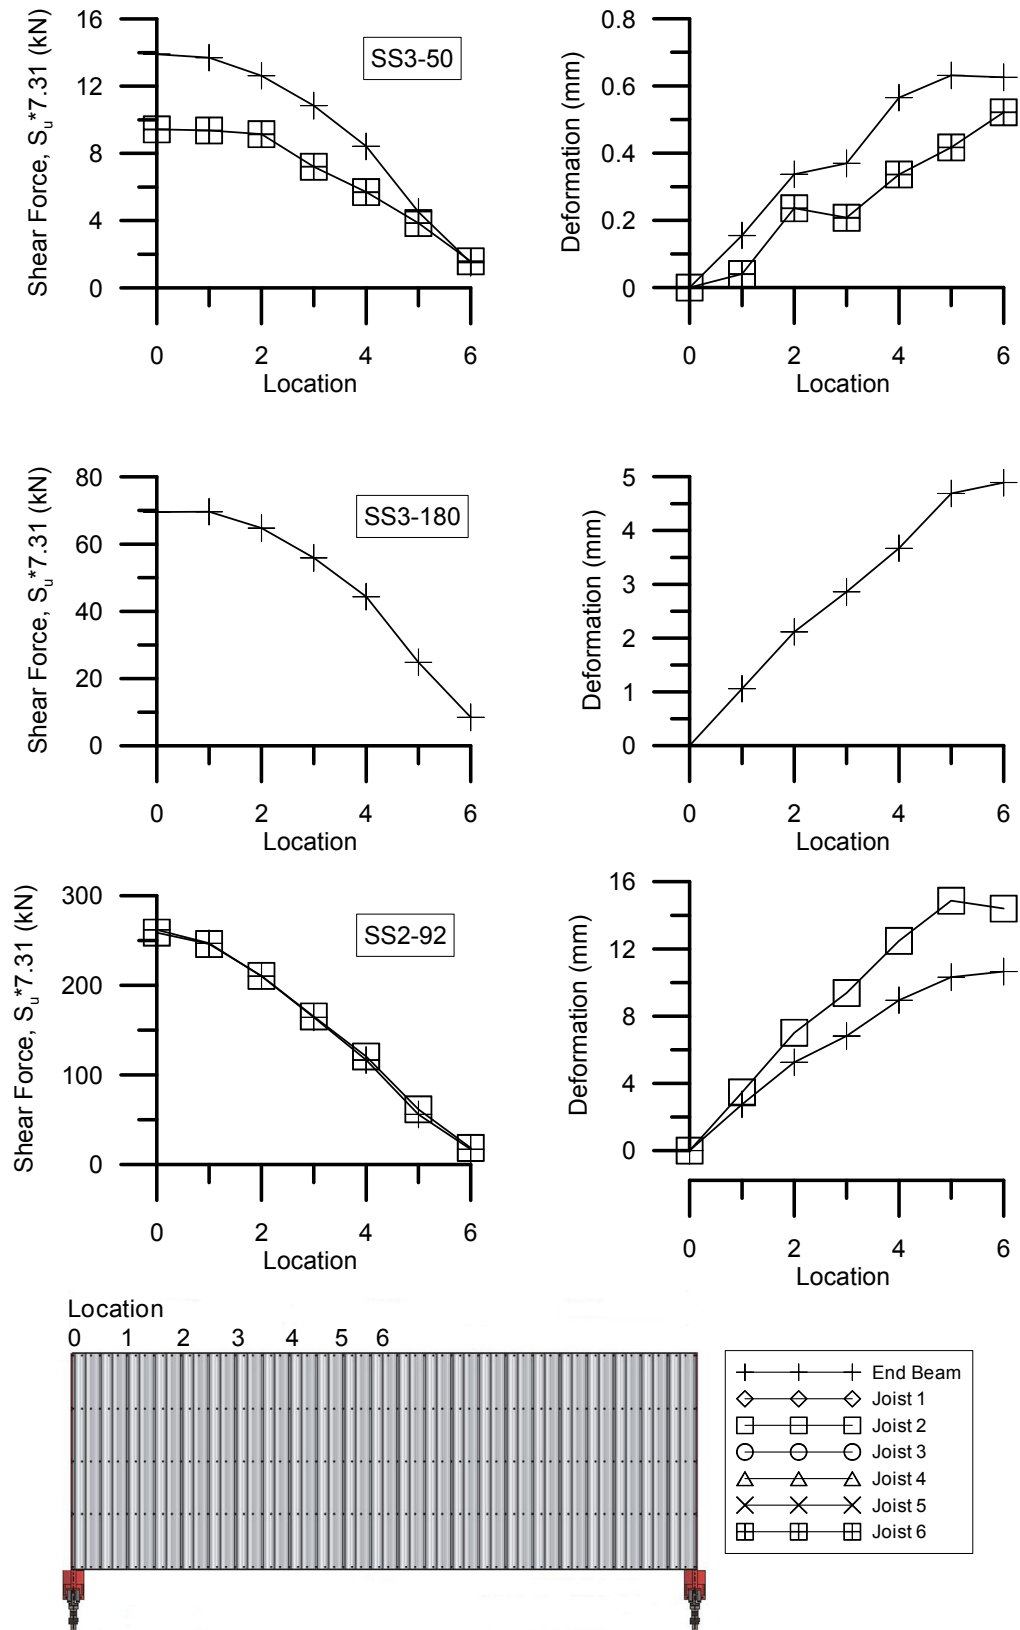 Shear Force, Su*7.31 (kN)
16
12
8
4
0
SS3-50
0 2 4 6
Location
Deformation (mm)
0.8
0.6
0.4
0.2
0
0 2 4 6
Location
Shear Force, Su*7.31 (kN)
80
60
40
20
0
SS3-180
0 2 4 6
Location
Deformation (mm)
5
4
3
2
1
0
0 2 4 6
Location
Shear Force, Su*7.31 (kN)
300
200
100
0
SS2-92
0 2 4 6
Location
Deformation (mm)
16
12
8
4
0
0 2 4 6
Location
Location
0 1 2 3 4 5 6
End Beam
Joist 1
Joist 2
Joist 3
Joist 4
Joist 5
Joist 6